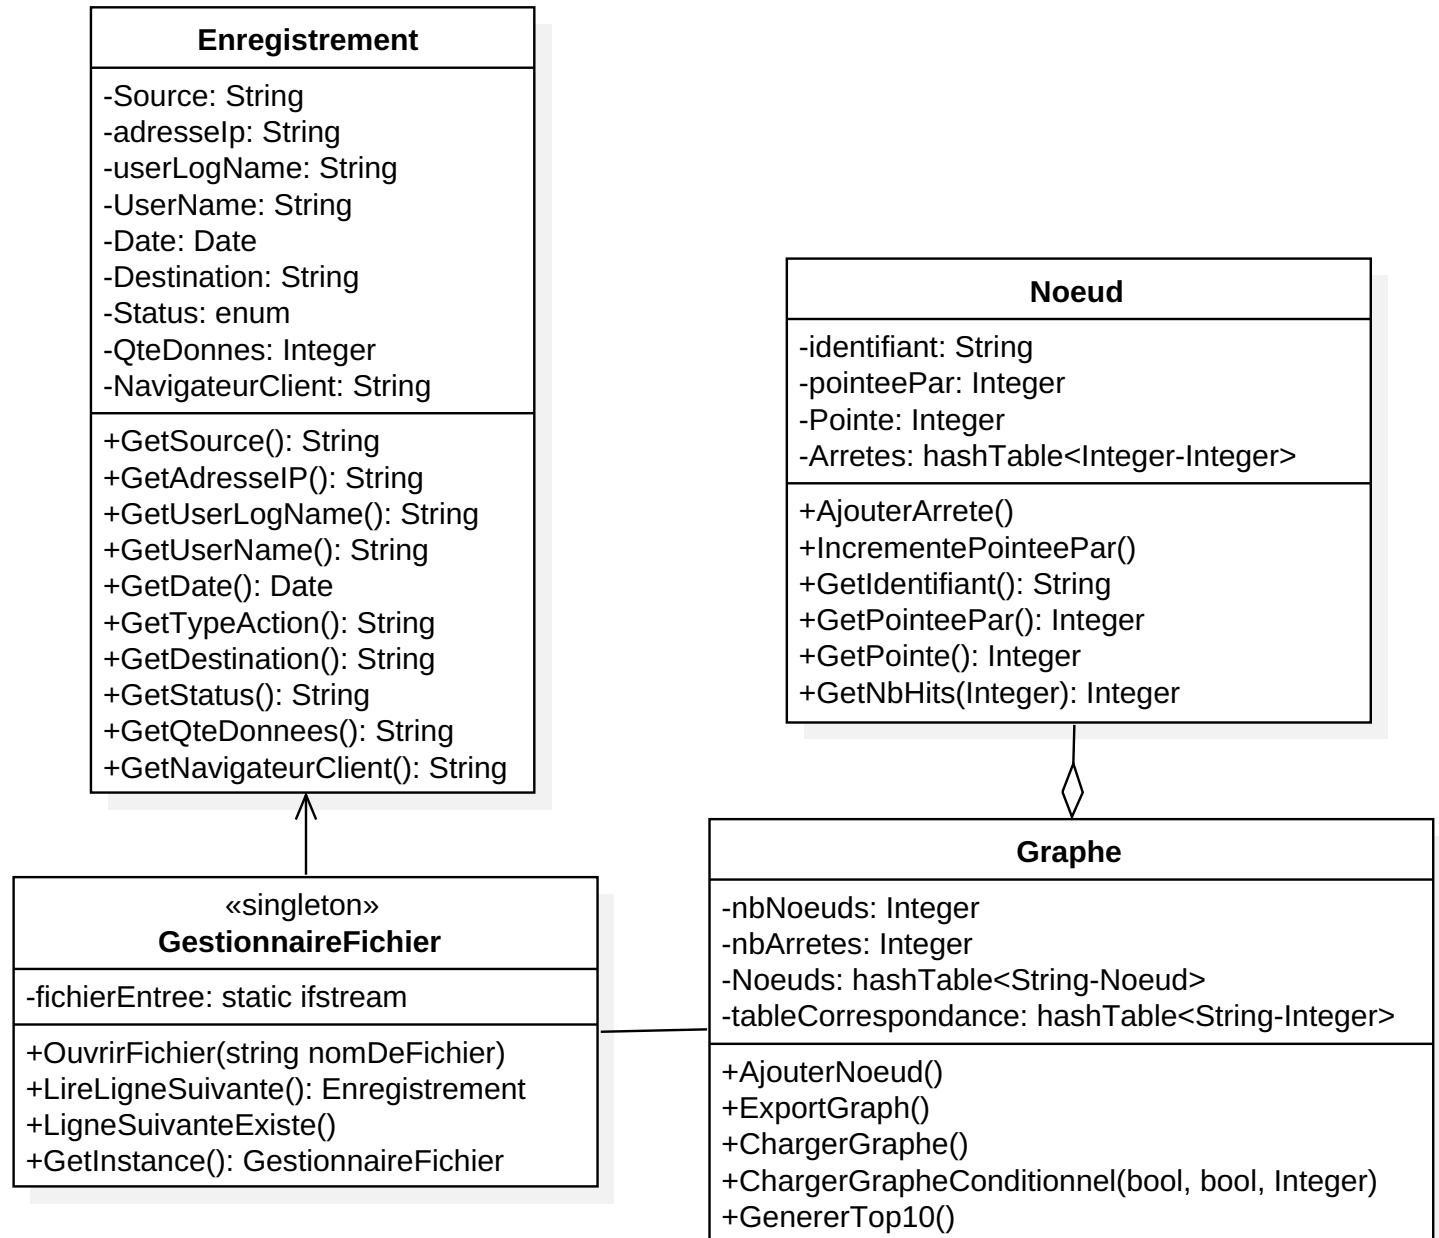 Enregistrement
-Source: String
-adresseIp: String
-userLogName: String
-UserName: String
-Date: Date
-Destination: String
-Status: enum
-QteDonnes: Integer
-NavigateurClient: String
+GetSource(): String
+GetAdresseIP(): String
+GetUserLogName(): String
+GetUserName(): String
+GetDate(): Date
+GetTypeAction(): String
+GetDestination(): String
+GetStatus(): String
+GetQteDonnees(): String
+GetNavigateurClient(): String
Noeud
-identifiant: String
-pointeePar: Integer
-Pointe: Integer
-Arretes: hashTable<Integer-Integer>
+AjouterArrete()
+IncrementePointeePar()
+GetIdentifiant(): String
+GetPointeePar(): Integer
+GetPointe(): Integer
+GetNbHits(Integer): Integer
«singleton»
GestionnaireFichier
-fichierEntree: static ifstream
+OuvrirFichier(string nomDeFichier)
+LireLigneSuivante(): Enregistrement
+LigneSuivanteExiste()
+GetInstance(): GestionnaireFichier
Graphe
-nbNoeuds: Integer
-nbArretes: Integer
-Noeuds: hashTable<String-Noeud>
-tableCorrespondance: hashTable<String-Integer>
+AjouterNoeud()
+ExportGraph()
+ChargerGraphe()
+ChargerGrapheConditionnel(bool, bool, Integer)
+GenererTop10()